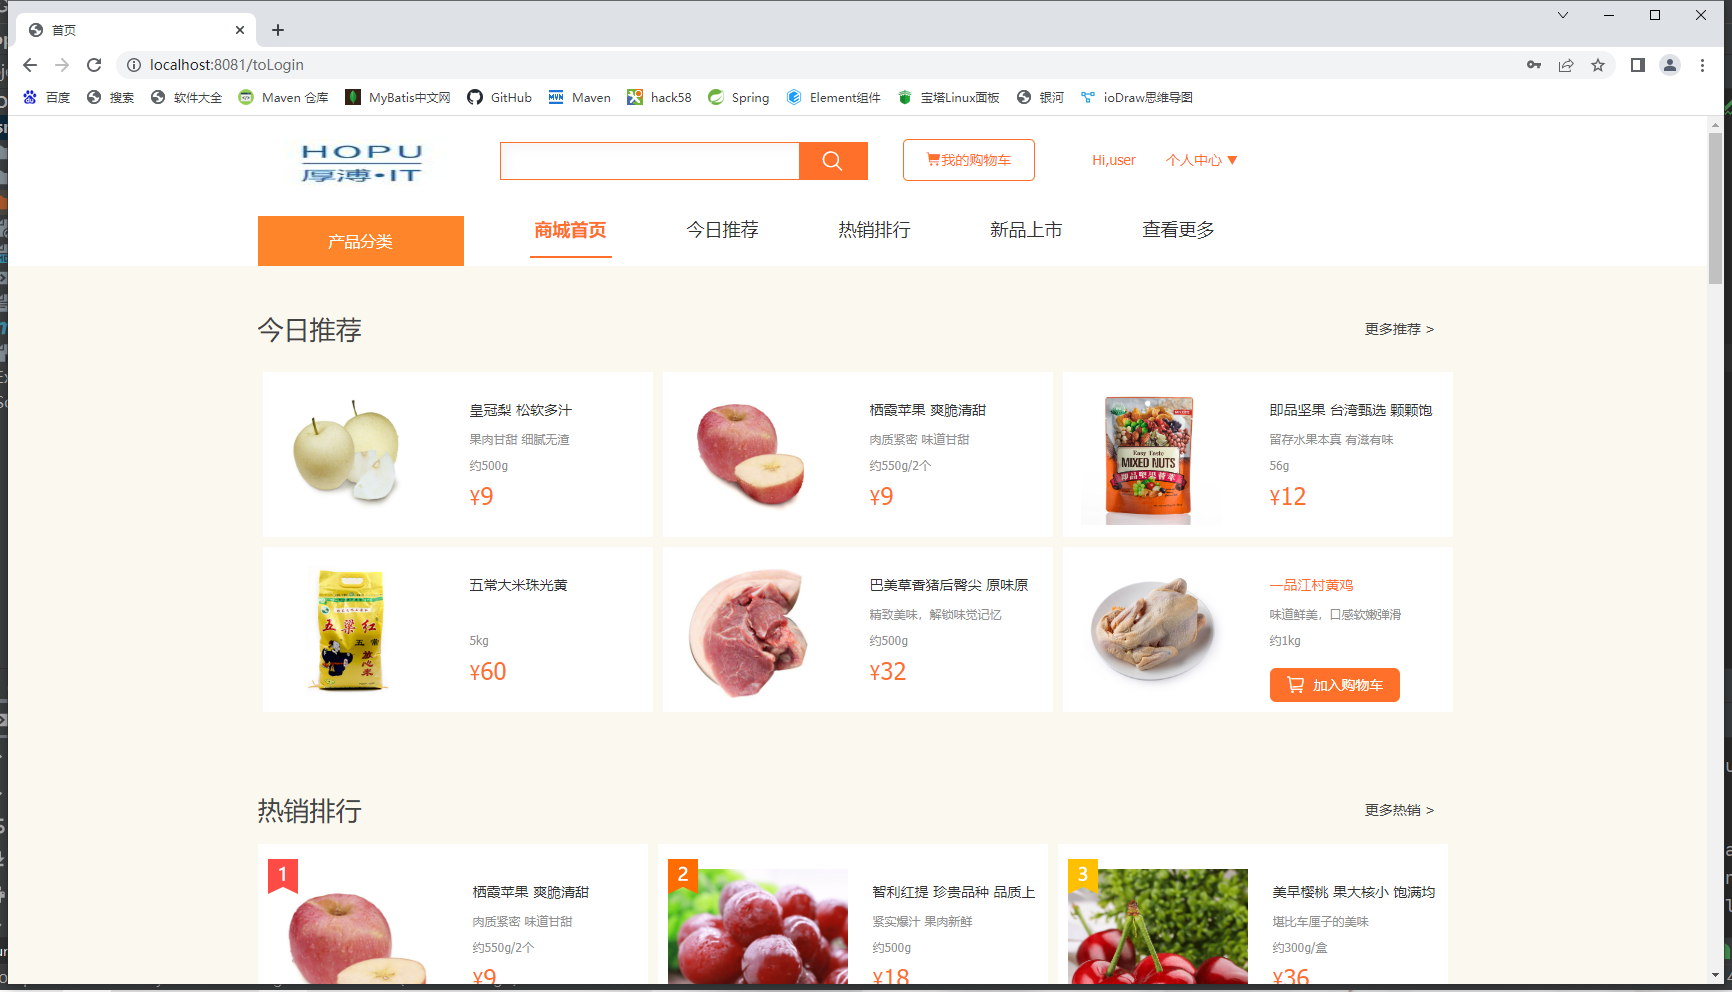 首页
localhost:8081/toLogin
百度 搜索 软件大全 Maven 仓库 MyBatis中文网 GitHub Maven hack58 Spring Element组件 宝塔Linux面板 银河 ioDraw思维导图
HOPU
厚溥•IT
我的购物车
Hi,user
个人中心 ▼
产品分类
商城首页 今日推荐 热销排行 新品上市 查看更多
今日推荐
更多推荐 >
皇冠梨 松软多汁
果肉甘甜 细腻无渣
约500g
¥9
栖霞苹果 爽脆清甜
肉质紧密 味道甘甜
约550g/2个
¥9
Easy Taste
MIXED NUTS
即品坚果 台湾甄选 颗颗饱
留存水果本真 有滋有味
56g
¥12
五梁红
五常
放心米
五常大米珠光黄
5kg
¥60
巴美草香猪后臀尖 原味原
精致美味，解锁味觉记忆
约500g
¥32
一品江村黄鸡
味道鲜美，口感软嫩弹滑
约1kg
加入购物车
热销排行
更多热销 >
1
栖霞苹果 爽脆清甜
肉质紧密 味道甘甜
约550g/2个
¥9
2
智利红提 珍贵品种 品质上
紧实爆汁 果肉新鲜
约500g
¥18
3
美早樱桃 果大核小 饱满均
堪比车厘子的美味
约300g/盒
¥36